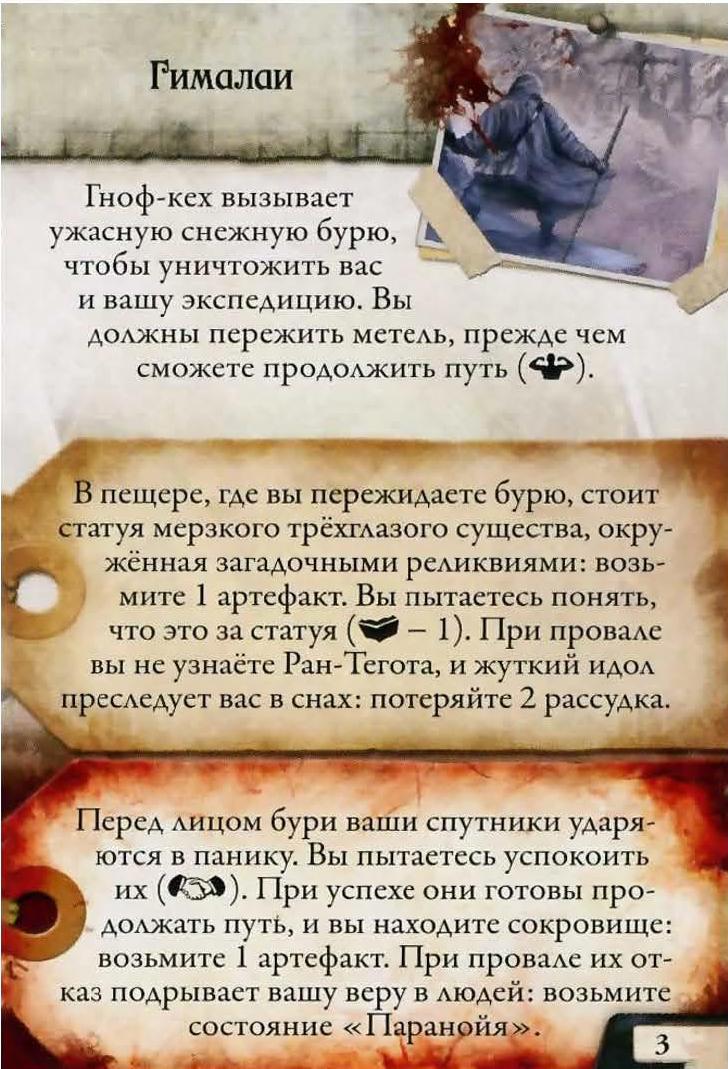 Гималаи
Гноф-кех вызывает
ужасную снежную бурю,
чтобы уничтожить вас
и вашу экспедицию. Вы
должны пережить метель, прежде чем
сможете продолжить путь ( ).
В пещере, где вы пережидаете бурю, стоит
статуя мерзкого трёхглазого существа, окру-
жённая загадочными реликвиями: возь-
мите 1 артефакт. Вы пытаетесь понять,
что это за статуя ( – 1). При провале
вы не узнаёте Ран-Тегота, и жуткий идол
преследует вас в снах: потеряйте 2 рассудка.
Перед лицом бури ваши спутники ударя-
ются в панику. Вы пытаетесь успокоить
их ( ). При успехе они готовы про-
должать путь, и вы находите сокровище:
возьмите 1 артефакт. При провале их от-
каз подрывает вашу веру в людей: возьмите
состояние «Паранойя».
3